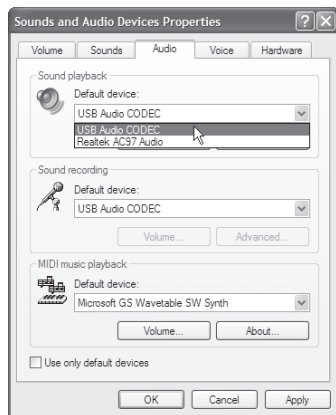 Sounds and Audio Devices Properties
Volume Sounds Audio Voice Hardware
Sound playback
Default device:
USB Audio CODEC
USB Audio CODEC
Realtek AC97 Audio
Sound recording
Default device:
USB Audio CODEC
Volume... Advanced...
MIDI music playback
Default device:
Microsoft GS Wavetable SW Synth
Volume... About...
Use only default devices
OK Cancel Apply